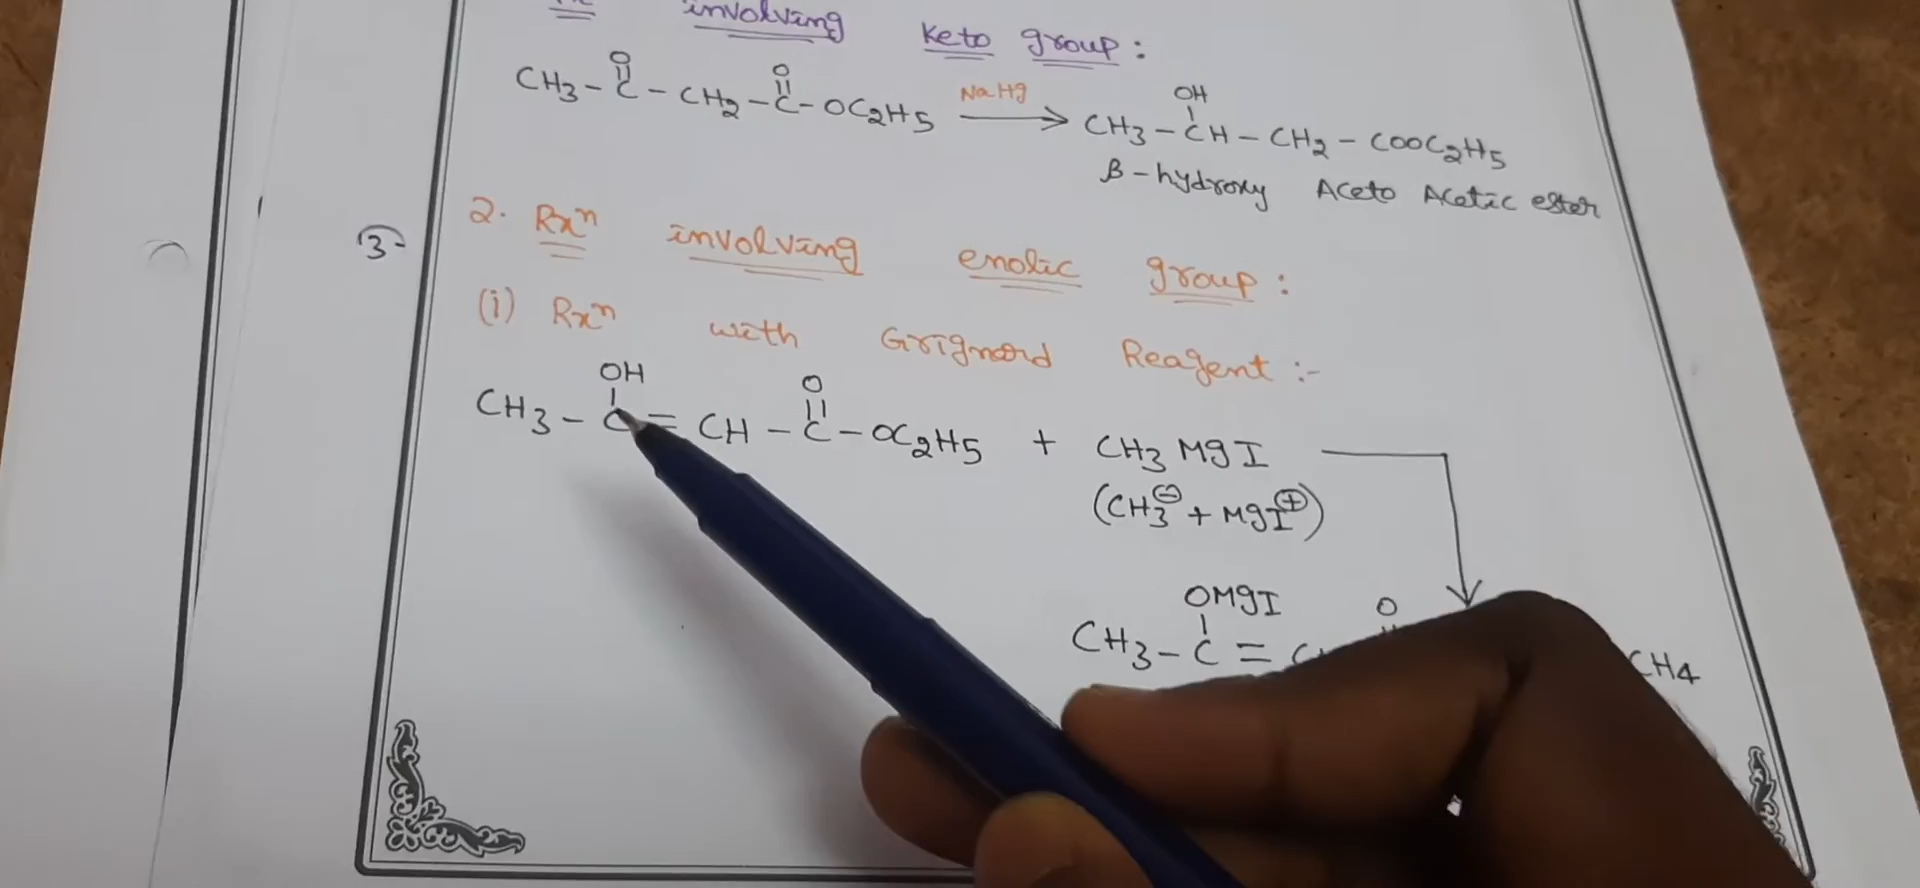 involving Keto group :
CH3 - C - CH2 - C - OC2H5 NaHg CH3 - CH - CH2 - COOC2H5
O O OH
β - hydroxy Aceto Acetic ester
3-
2. Rxn involving enolic group :
(i) Rxn with Grignard Reagent :-
OH O
CH3 - C = CH - C - OC2H5 + CH3 MgI
(CH3⊖ + MgI⊕)
OMgI O
CH3 - C = CH4